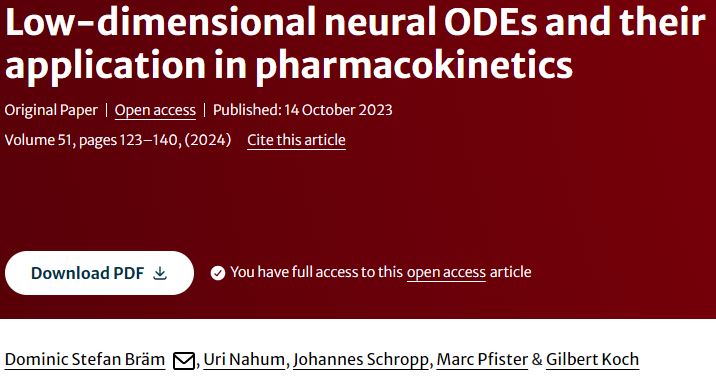 Low-dimensional neural ODEs and their
application in pharmacokinetics
Original Paper | Open access | Published: 14 October 2023
Volume 51, pages 123–140, (2024) Cite this article
Download PDF You have full access to this open access article
Dominic Stefan Bräm, Uri Nahum, Johannes Schropp, Marc Pfister & Gilbert Koch